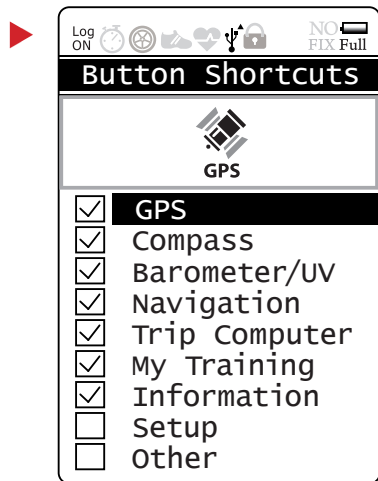 Log
ON
NO
FIX Full
Button Shortcuts
GPS
GPS
Compass
Barometer/UV
Navigation
Trip Computer
My Training
Information
Setup
Other